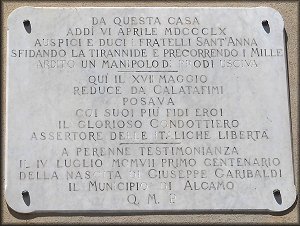 DA QUESTA CASA
ADDÌ VI APRILE MDCCCLX
AUSPICI E DUCI I FRATELLI SANT'ANNA
SFIDANDO LA TIRANNIDE E PRECORRENDO I MILLE
ARDITO UN MANIPOLO DI PRODI USCIVA
QUI IL XVII MAGGIO
REDUCE DA CALATAFIMI
POSAVA
COI SUOI PIÙ FIDI EROI
IL GLORIOSO CONDOTTIERO
ASSERTORE DELLE ITALICHE LIBERTÀ
A PERENNE TESTIMONIANZA
IL IV LUGLIO MCMVII PRIMO CENTENARIO
DELLA NASCITA DI GIUSEPPE GARIBALDI
IL MUNICIPIO DI ALCAMO
Q. M. P.